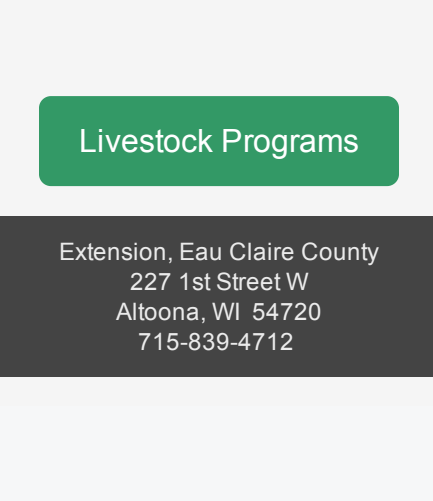 Livestock Programs
Extension, Eau Claire County
227 1st Street W
Altoona, WI  54720
715-839-4712